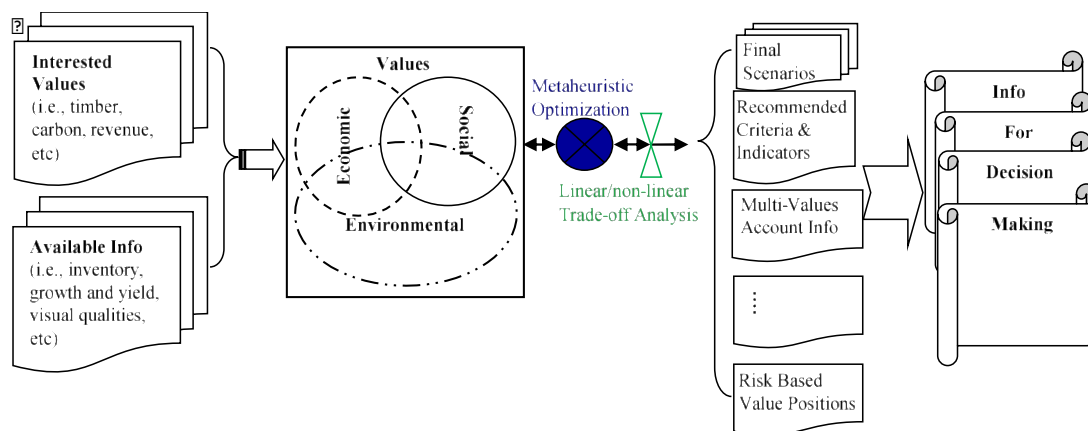 ?
Interested
Values
(i.e., timber,
carbon, revenue,
etc)
Available Info
(i.e., inventory,
growth and yield,
visual qualities,
etc)
Values
Economic
Social
Environmental
Metaheuristic
Optimization
Linear/non-linear
Trade-off Analysis
Final
Scenarios
Recommended
Criteria &
Indicators
Multi-Values
Account Info
.....
Risk Based
Value Positions
Info
For
Decision
Making